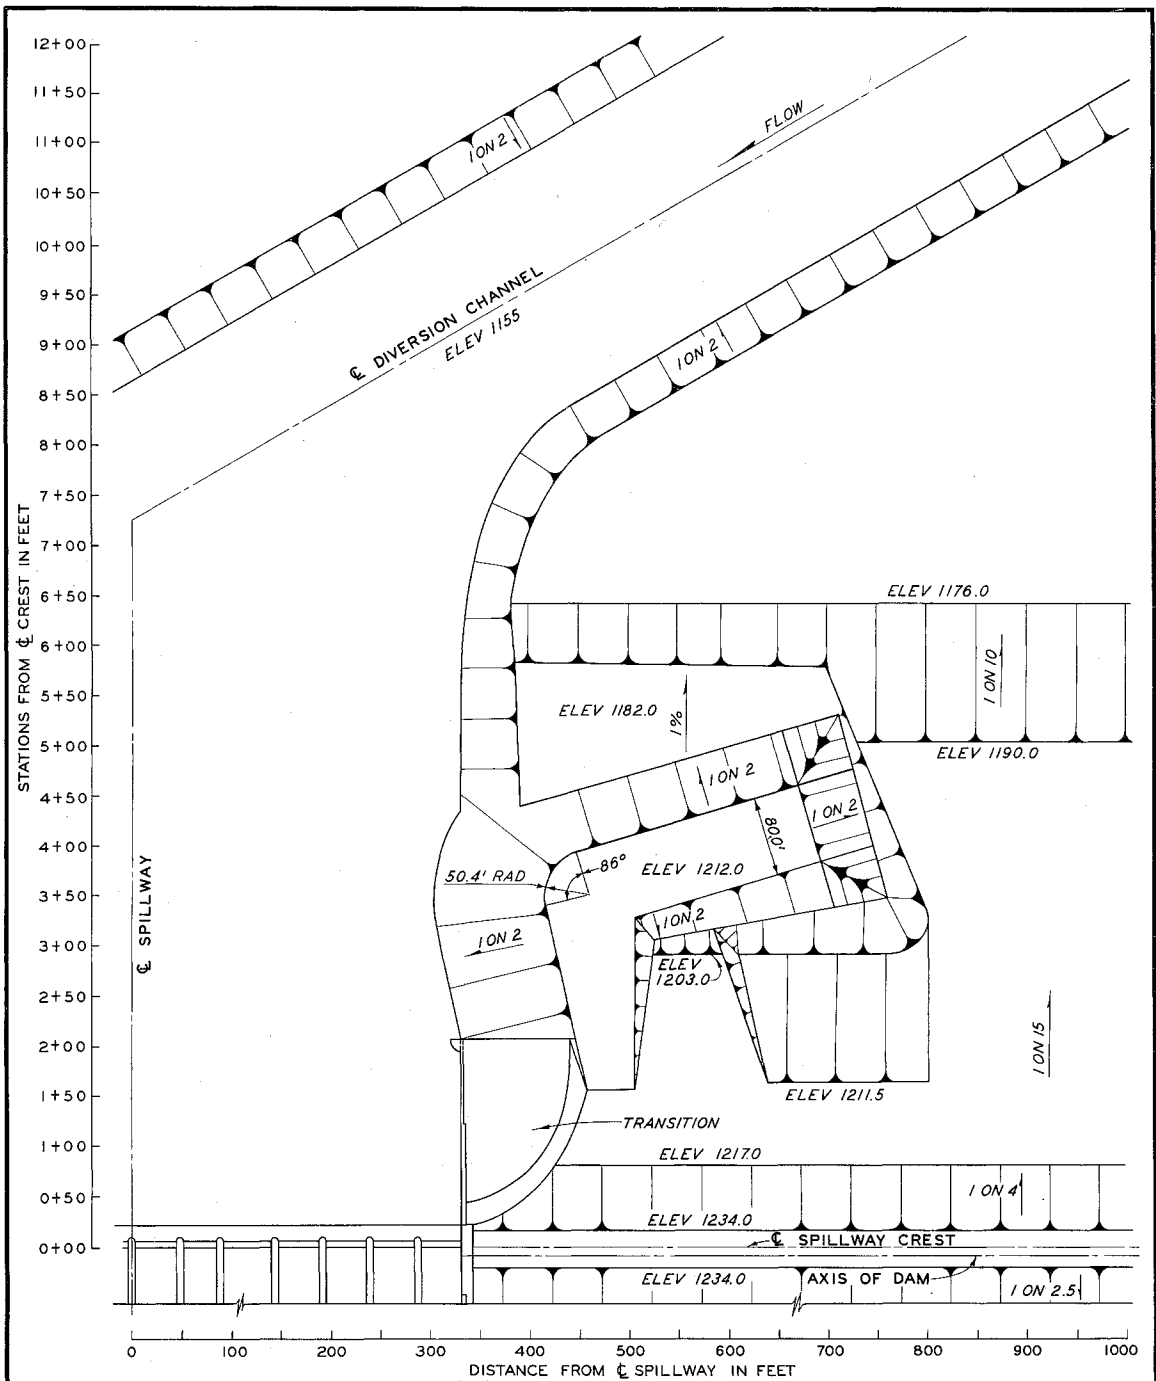 12+00
11+50
11+00
10+50
10+00
9+50
9+00
8+50
8+00
7+50
7+00
6+50
6+00
5+50
5+00
4+50
4+00
3+50
3+00
2+50
2+00
1+50
1+00
0+50
0+00
STATIONS FROM ℄ CREST IN FEET
FLOW
1 ON 2
℄ DIVERSION CHANNEL
ELEV 1155
1 ON 2
ELEV 1176.0
1 ON 10
ELEV 1182.0
1%
ELEV 1190.0
1 ON 2
1 ON 2
80.0'
86°
ELEV 1212.0
50.4' RAD
℄ SPILLWAY
1 ON 2
1 ON 2
ELEV
1203.0
1 ON 15
ELEV 1211.5
TRANSITION
ELEV 1217.0
1 ON 4
ELEV 1234.0
℄ SPILLWAY CREST
ELEV 1234.0
AXIS OF DAM
1 ON 2.5
0 100 200 300 400 500 600 700 800 900 1000
DISTANCE FROM ℄ SPILLWAY IN FEET